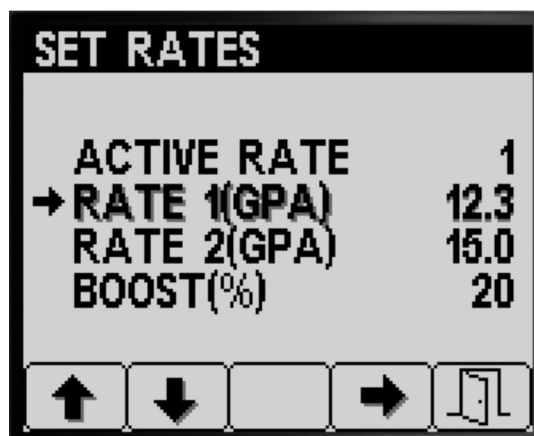 SET RATES
ACTIVE RATE 1
RATE 1(GPA) 12.3
RATE 2(GPA) 15.0
BOOST(%) 20